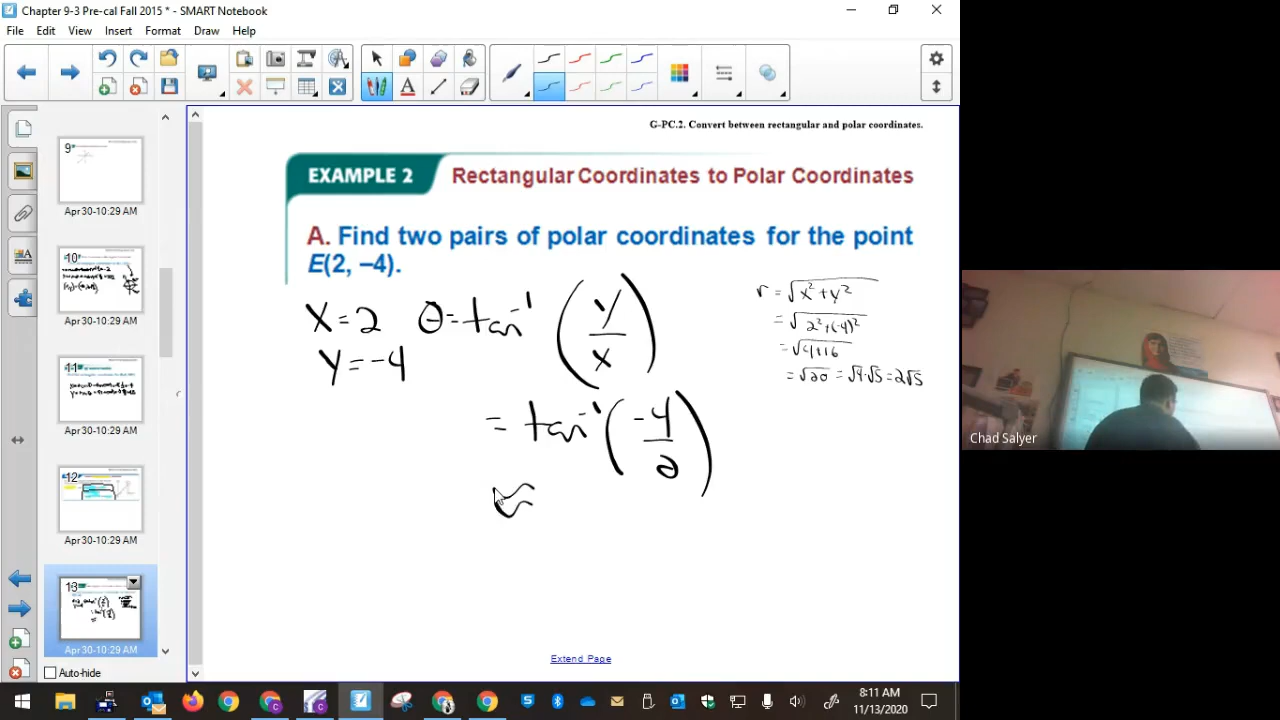 Chapter 9-3 Pre-cal Fall 2015 * - SMART Notebook
File Edit View Insert Format Draw Help
G-PC.2. Convert between rectangular and polar coordinates.
EXAMPLE 2 Rectangular Coordinates to Polar Coordinates
A. Find two pairs of polar coordinates for the point
E(2, –4).
x = 2 θ = tan⁻¹ (y/x)
y = -4
= tan⁻¹ (-4/2)
≈
r = √x² + y²
= √2² + (-4)²
= √4+16
= √20 = √4·√5 = 2√5
9
Apr 30-10:29 AM
10
Apr 30-10:29 AM
11
Apr 30-10:29 AM
12
Apr 30-10:29 AM
13
Apr 30-10:29 AM
Auto-hide
Extend Page
Chad Salyer
8:11 AM
11/13/2020